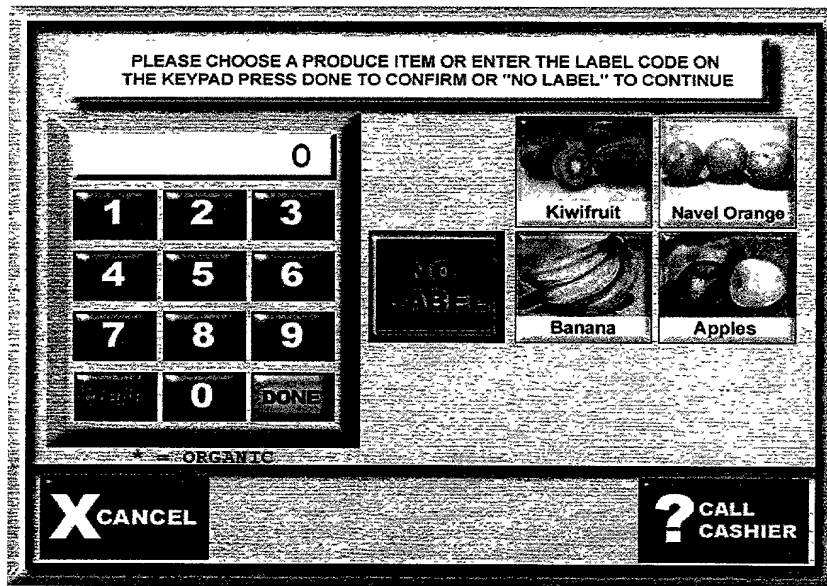 PLEASE CHOOSE A PRODUCE ITEM OR ENTER THE LABEL CODE ON
THE KEYPAD PRESS DONE TO CONFIRM OR "NO LABEL" TO CONTINUE
0
1 2 3
4 5 6
7 8 9
0 DONE
* = ORGANIC
NO
LABEL
Kiwifruit
Navel Orange
Banana
Apples
X CANCEL
? CALL
CASHIER